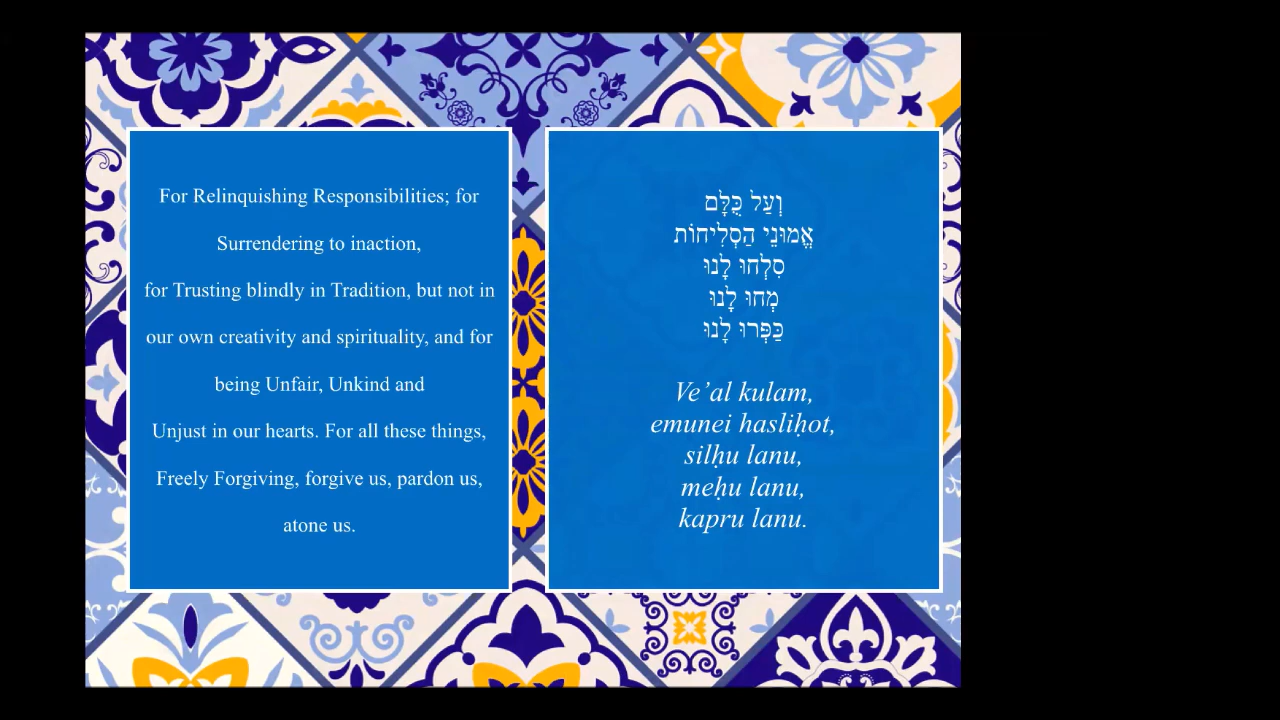 For Relinquishing Responsibilities; for
Surrendering to inaction,
for Trusting blindly in Tradition, but not in
our own creativity and spirituality, and for
being Unfair, Unkind and
Unjust in our hearts. For all these things,
Freely Forgiving, forgive us, pardon us,
atone us.
וְעַל כֻּלָּם
אֱמוּנֵי הַסְלִיחוֹת
סִלְחוּ לָנוּ
מְחוּ לָנוּ
כַּפְּרוּ לָנוּ
Ve’al kulam,
emunei hasliḥot,
silḥu lanu,
meḥu lanu,
kapru lanu.